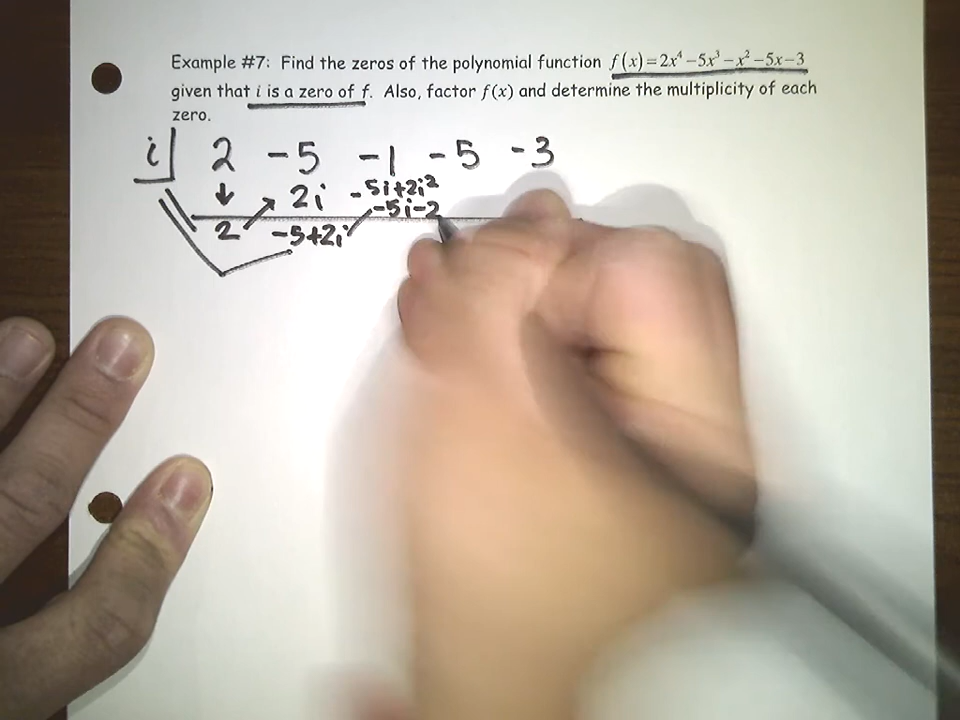 Example #7: Find the zeros of the polynomial function f(x)=2x⁴−5x³−x²−5x−3
given that i is a zero of f. Also, factor f(x) and determine the multiplicity of each
zero.
i 2 -5 -1 -5 -3
2i -5i+2i²
-5i-2
2 -5+2i